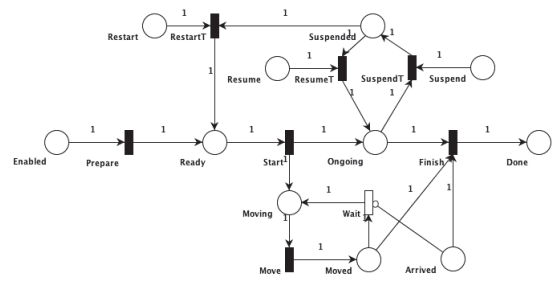 1 1 Suspended
Restart RestartT 1
1 1 1 1
Resume ResumeT SuspendT Suspend
1 1
1 1 1 1 1 1
Enabled Prepare Ready Start Ongoing Finish Done
1
1 1 1
Moving 1 Wait
1
Move Moved Arrived